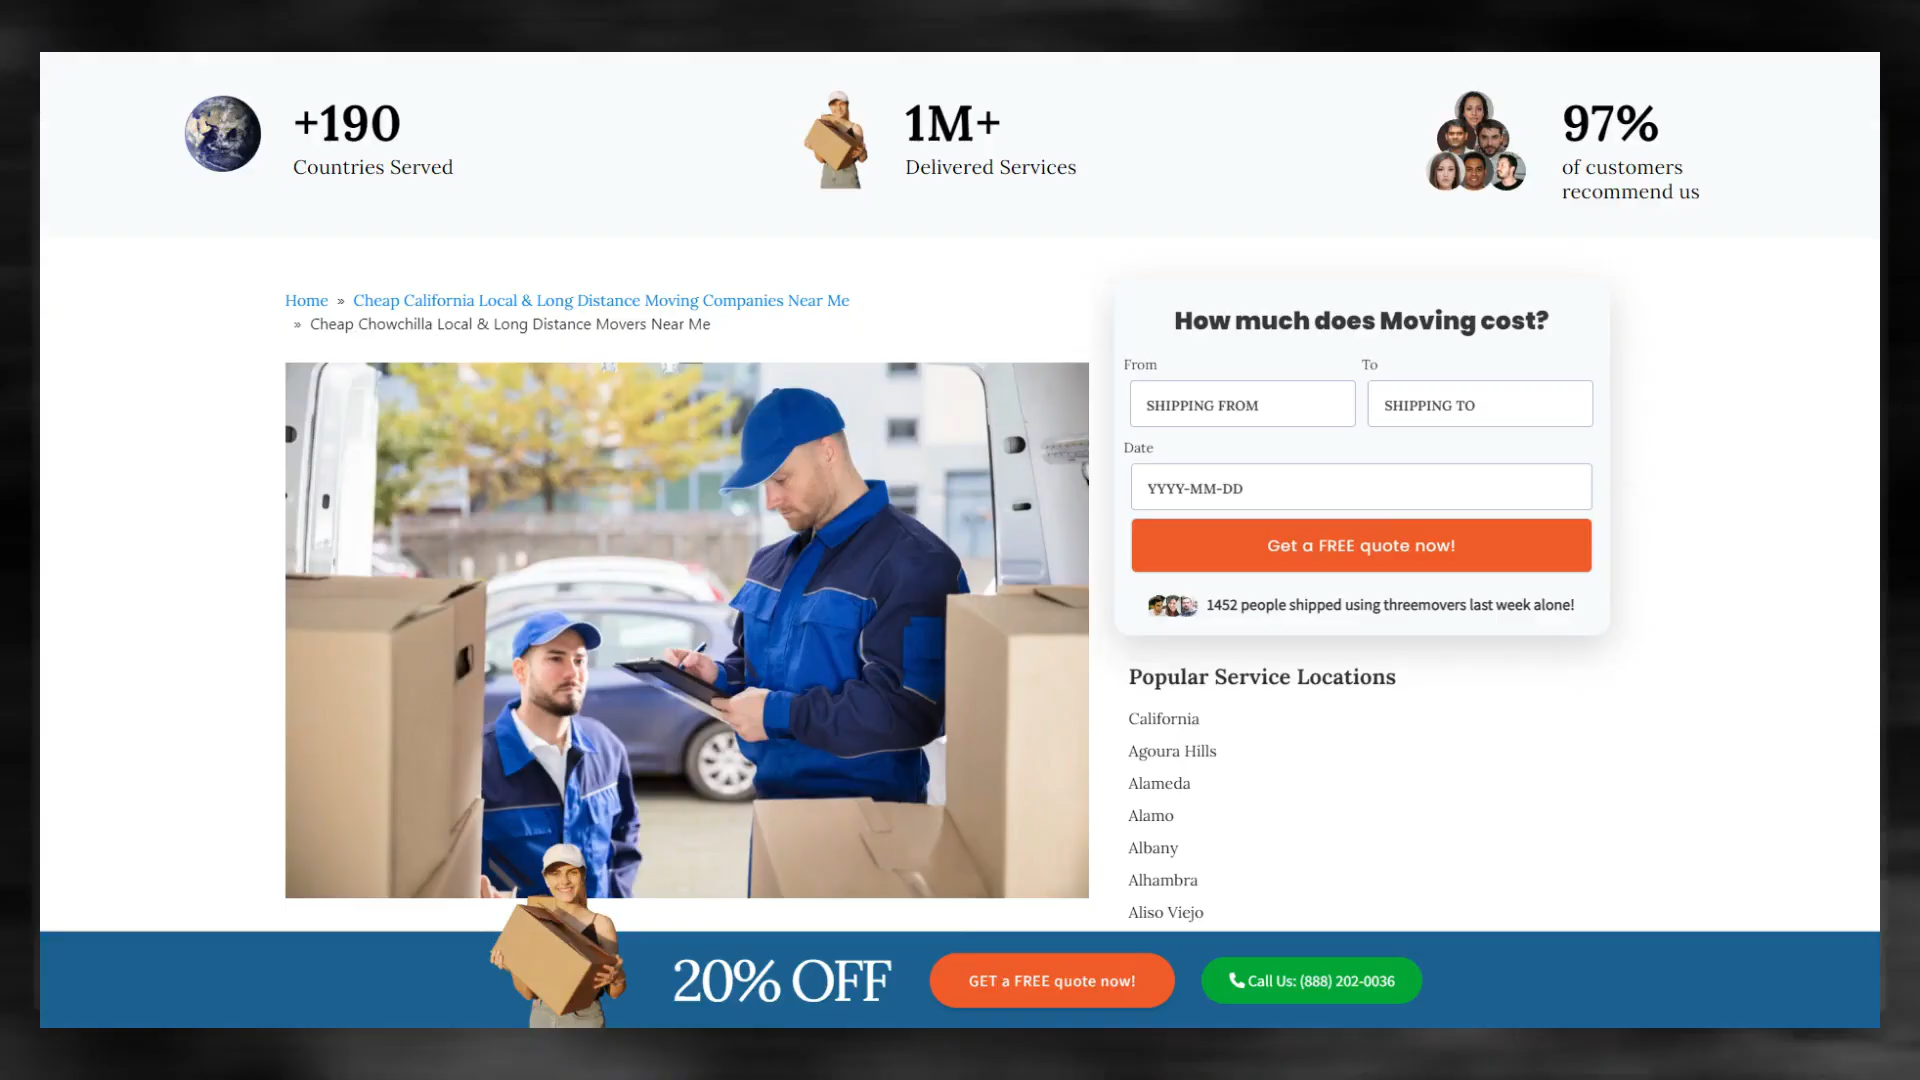 +190
Countries Served
1M+
Delivered Services
97%
of customers
recommend us
Home » Cheap California Local & Long Distance Moving Companies Near Me
» Cheap Chowchilla Local & Long Distance Movers Near Me
How much does Moving cost?
From To
SHIPPING FROM SHIPPING TO
Date
YYYY-MM-DD
Get a FREE quote now!
1452 people shipped using threemovers last week alone!
Popular Service Locations
California
Agoura Hills
Alameda
Alamo
Albany
Alhambra
Aliso Viejo
20% OFF
GET a FREE quote now!
Call Us: (888) 202-0036